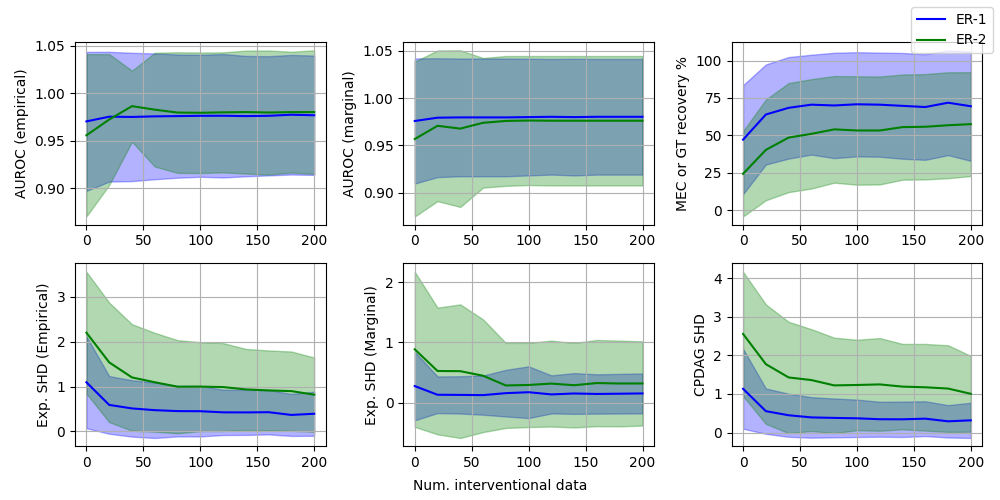 ER-1
ER-2
AUROC (empirical)
1.05
1.00
0.95
0.90
0 50 100 150 200
AUROC (marginal)
1.05
1.00
0.95
0.90
0 50 100 150 200
MEC or GT recovery %
100
75
50
25
0
0 50 100 150 200
Exp. SHD (Empirical)
3
2
1
0
0 50 100 150 200
Exp. SHD (Marginal)
2
1
0
0 50 100 150 200
CPDAG SHD
4
3
2
1
0
0 50 100 150 200
Num. interventional data